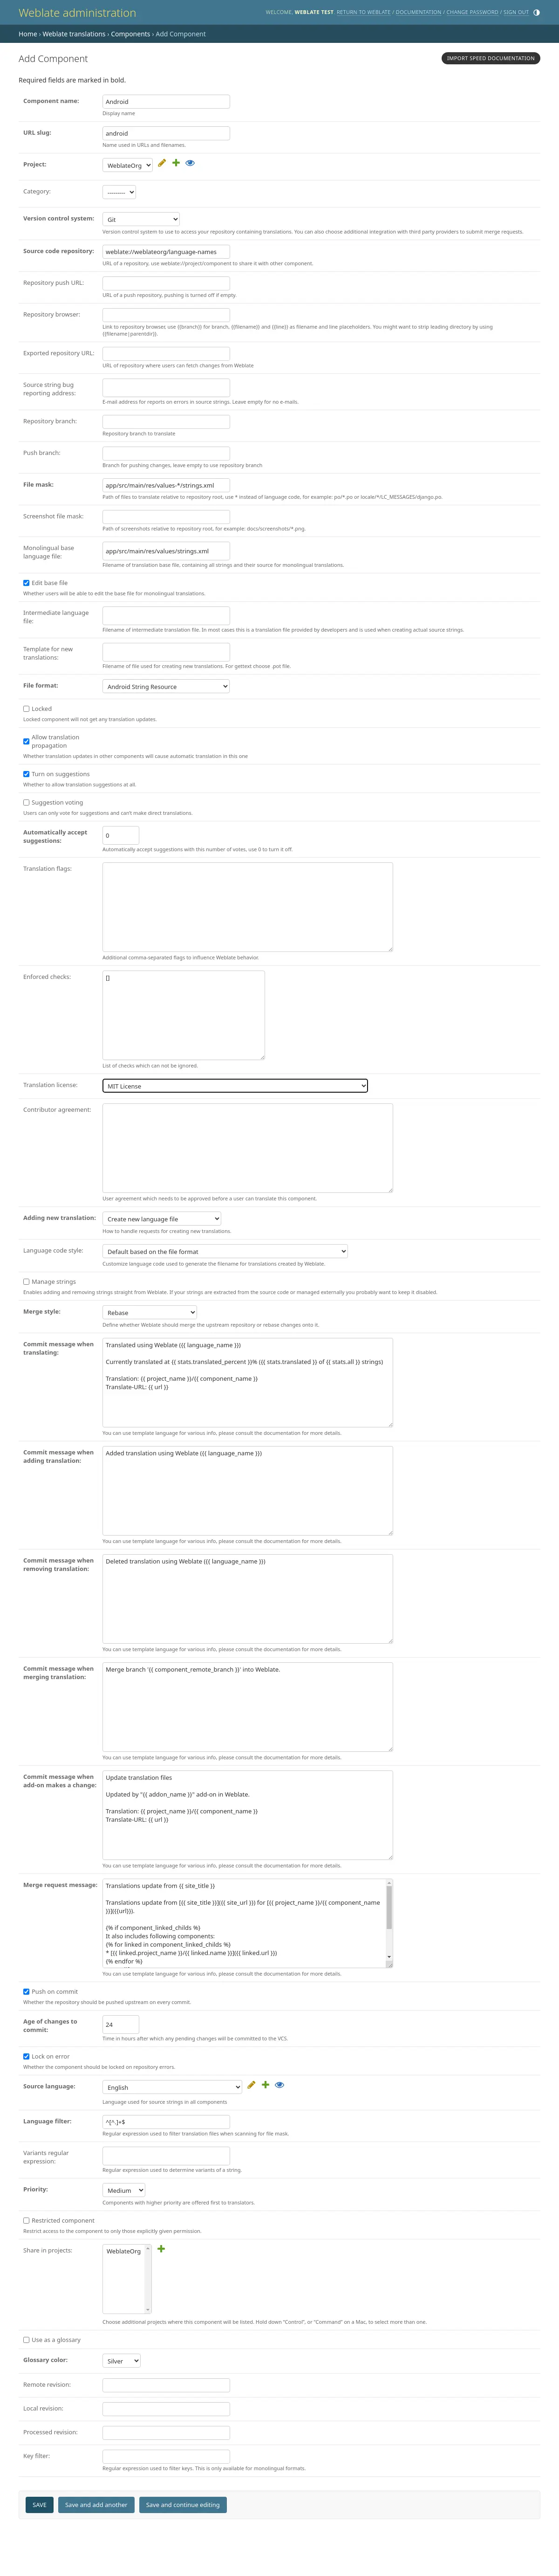 Weblate administration
WELCOME, WEBLATE TEST. RETURN TO WEBLATE / DOCUMENTATION / CHANGE PASSWORD / SIGN OUT
Home › Weblate translations › Components › Add Component
Add Component
IMPORT SPEED DOCUMENTATION
Required fields are marked in bold.
Component name:
Android
Display name
URL slug:
android
Name used in URLs and filenames.
Project:
WeblateOrg
Category:
---------
Version control system:
Git
Version control system to use to access your repository containing translations. You can also choose additional integration with third party providers to submit merge requests.
Source code repository:
weblate://weblateorg/language-names
URL of a repository, use weblate://project/component to share it with other component.
Repository push URL:
URL of a push repository, pushing is turned off if empty.
Repository browser:
Link to repository browser, use {{branch}} for branch, {{filename}} and {{line}} as filename and line placeholders. You might want to strip leading directory by using
{{filename|parentdir}}.
Exported repository URL:
URL of repository where users can fetch changes from Weblate
Source string bug
reporting address:
E-mail address for reports on errors in source strings. Leave empty for no e-mails.
Repository branch:
Repository branch to translate
Push branch:
Branch for pushing changes, leave empty to use repository branch
File mask:
app/src/main/res/values-*/strings.xml
Path of files to translate relative to repository root, use * instead of language code, for example: po/*.po or locale/*/LC_MESSAGES/django.po.
Screenshot file mask:
Path of screenshots relative to repository root, for example: docs/screenshots/*.png.
Monolingual base
language file:
app/src/main/res/values/strings.xml
Filename of translation base file, containing all strings and their source for monolingual translations.
Edit base file
Whether users will be able to edit the base file for monolingual translations.
Intermediate language
file:
Filename of intermediate translation file. In most cases this is a translation file provided by developers and is used when creating actual source strings.
Template for new
translations:
Filename of file used for creating new translations. For gettext choose .pot file.
File format:
Android String Resource
Locked
Locked component will not get any translation updates.
Allow translation
propagation
Whether translation updates in other components will cause automatic translation in this one
Turn on suggestions
Whether to allow translation suggestions at all.
Suggestion voting
Users can only vote for suggestions and can't make direct translations.
Automatically accept
suggestions:
0
Automatically accept suggestions with this number of votes, use 0 to turn it off.
Translation flags:
Additional comma-separated flags to influence Weblate behavior.
Enforced checks:
[]
List of checks which can not be ignored.
Translation license:
MIT License
Contributor agreement:
User agreement which needs to be approved before a user can translate this component.
Adding new translation:
Create new language file
How to handle requests for creating new translations.
Language code style:
Default based on the file format
Customize language code used to generate the filename for translations created by Weblate.
Manage strings
Enables adding and removing strings straight from Weblate. If your strings are extracted from the source code or managed externally you probably want to keep it disabled.
Merge style:
Rebase
Define whether Weblate should merge the upstream repository or rebase changes onto it.
Commit message when
translating:
Translated using Weblate ({{ language_name }})
Currently translated at {{ stats.translated_percent }}% ({{ stats.translated }} of {{ stats.all }} strings)
Translation: {{ project_name }}/{{ component_name }}
Translate-URL: {{ url }}
You can use template language for various info, please consult the documentation for more details.
Commit message when
adding translation:
Added translation using Weblate ({{ language_name }})
You can use template language for various info, please consult the documentation for more details.
Commit message when
removing translation:
Deleted translation using Weblate ({{ language_name }})
You can use template language for various info, please consult the documentation for more details.
Commit message when
merging translation:
Merge branch '{{ component_remote_branch }}' into Weblate.
You can use template language for various info, please consult the documentation for more details.
Commit message when
add-on makes a change:
Update translation files
Updated by "{{ addon_name }}" add-on in Weblate.
Translation: {{ project_name }}/{{ component_name }}
Translate-URL: {{ url }}
You can use template language for various info, please consult the documentation for more details.
Merge request message:
Translations update from {{ site_title }}
Translations update from [{{ site_title }}]({{ site_url }}) for [{{ project_name }}/{{ component_name
}}]({{url}}).
{% if component_linked_childs %}
It also includes following components:
{% for linked in component_linked_childs %}
* [{{ linked.project_name }}/{{ linked.name }}]({{ linked.url }})
{% endfor %}
You can use template language for various info, please consult the documentation for more details.
Push on commit
Whether the repository should be pushed upstream on every commit.
Age of changes to
commit:
24
Time in hours after which any pending changes will be committed to the VCS.
Lock on error
Whether the component should be locked on repository errors.
Source language:
English
Language used for source strings in all components
Language filter:
^[^.]+$
Regular expression used to filter translation files when scanning for file mask.
Variants regular
expression:
Regular expression used to determine variants of a string.
Priority:
Medium
Components with higher priority are offered first to translators.
Restricted component
Restrict access to the component to only those explicitly given permission.
Share in projects:
WeblateOrg
Choose additional projects where this component will be listed. Hold down "Control", or "Command" on a Mac, to select more than one.
Use as a glossary
Glossary color:
Silver
Remote revision:
Local revision:
Processed revision:
Key filter:
Regular expression used to filter keys. This is only available for monolingual formats.
SAVE
Save and add another
Save and continue editing